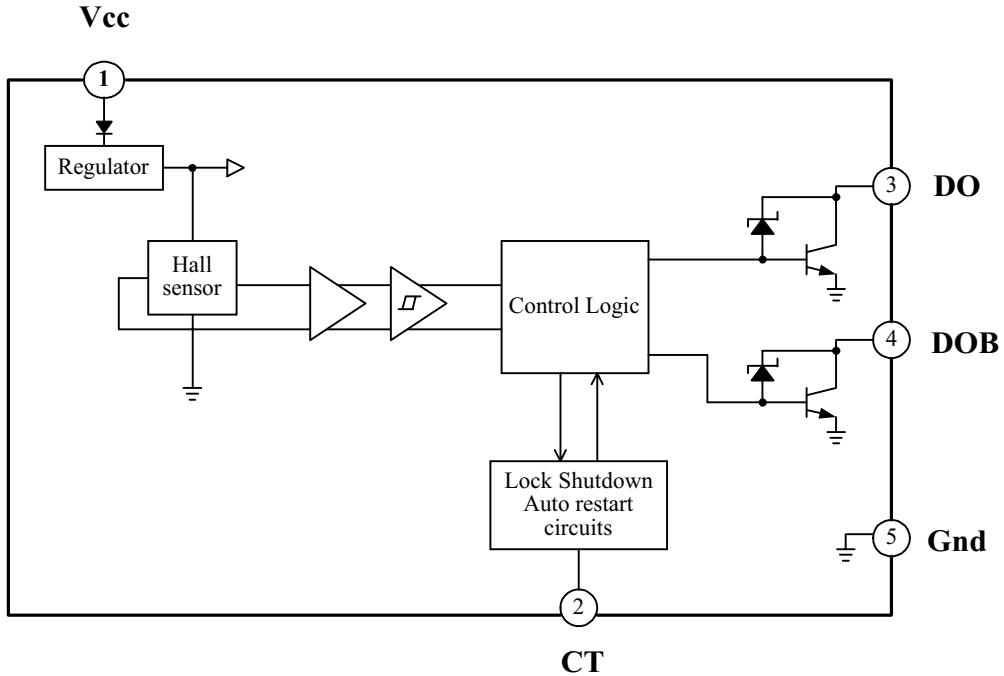 Vcc
1
Regulator
3
DO
Hall
sensor
Control Logic
4
DOB
Lock Shutdown
Auto restart
circuits
5
Gnd
2
CT